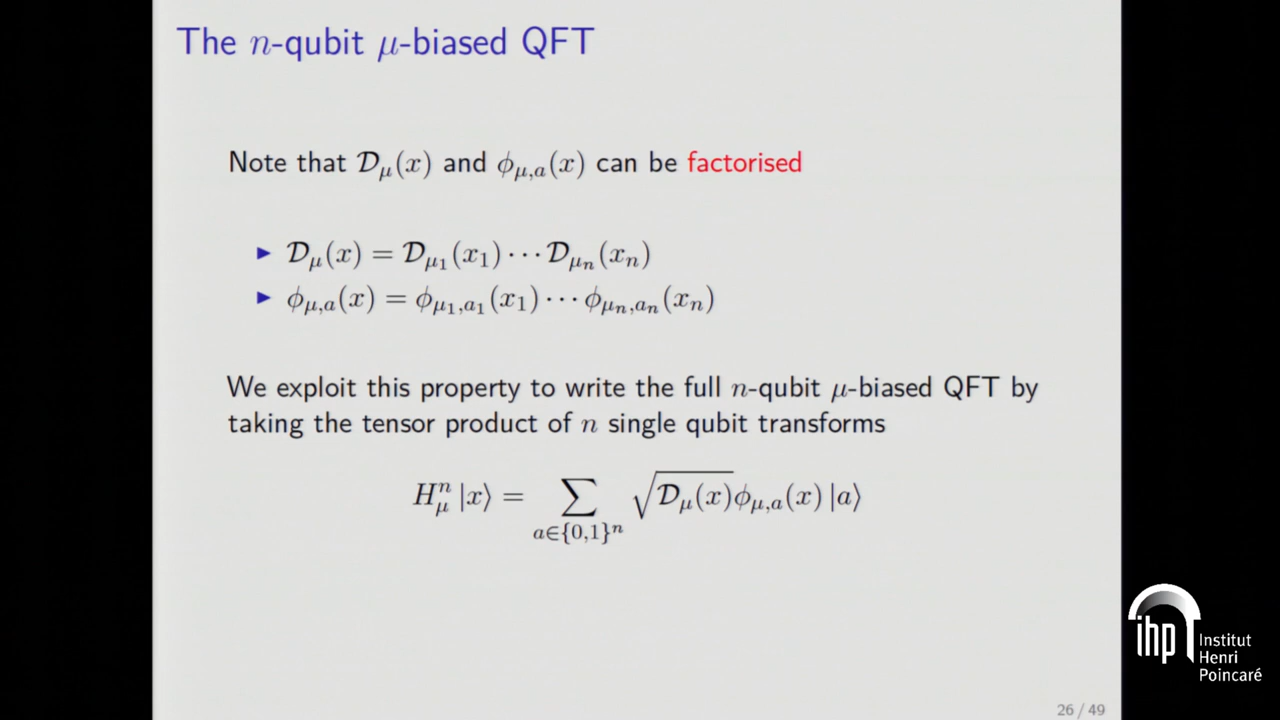 The n-qubit μ-biased QFT
Note that 𝒟_μ(x) and ϕ_{μ,a}(x) can be factorised
▶ 𝒟_μ(x) = 𝒟_{μ_1}(x_1) ⋯ 𝒟_{μ_n}(x_n)
▶ ϕ_{μ,a}(x) = ϕ_{μ_1,a_1}(x_1) ⋯ ϕ_{μ_n,a_n}(x_n)
We exploit this property to write the full n-qubit μ-biased QFT by
taking the tensor product of n single qubit transforms
H_μ^n |x⟩ = ∑_{a∈{0,1}^n} √(𝒟_μ(x)) ϕ_{μ,a}(x) |a⟩
ihp
Institut
Henri
Poincaré
26 / 49